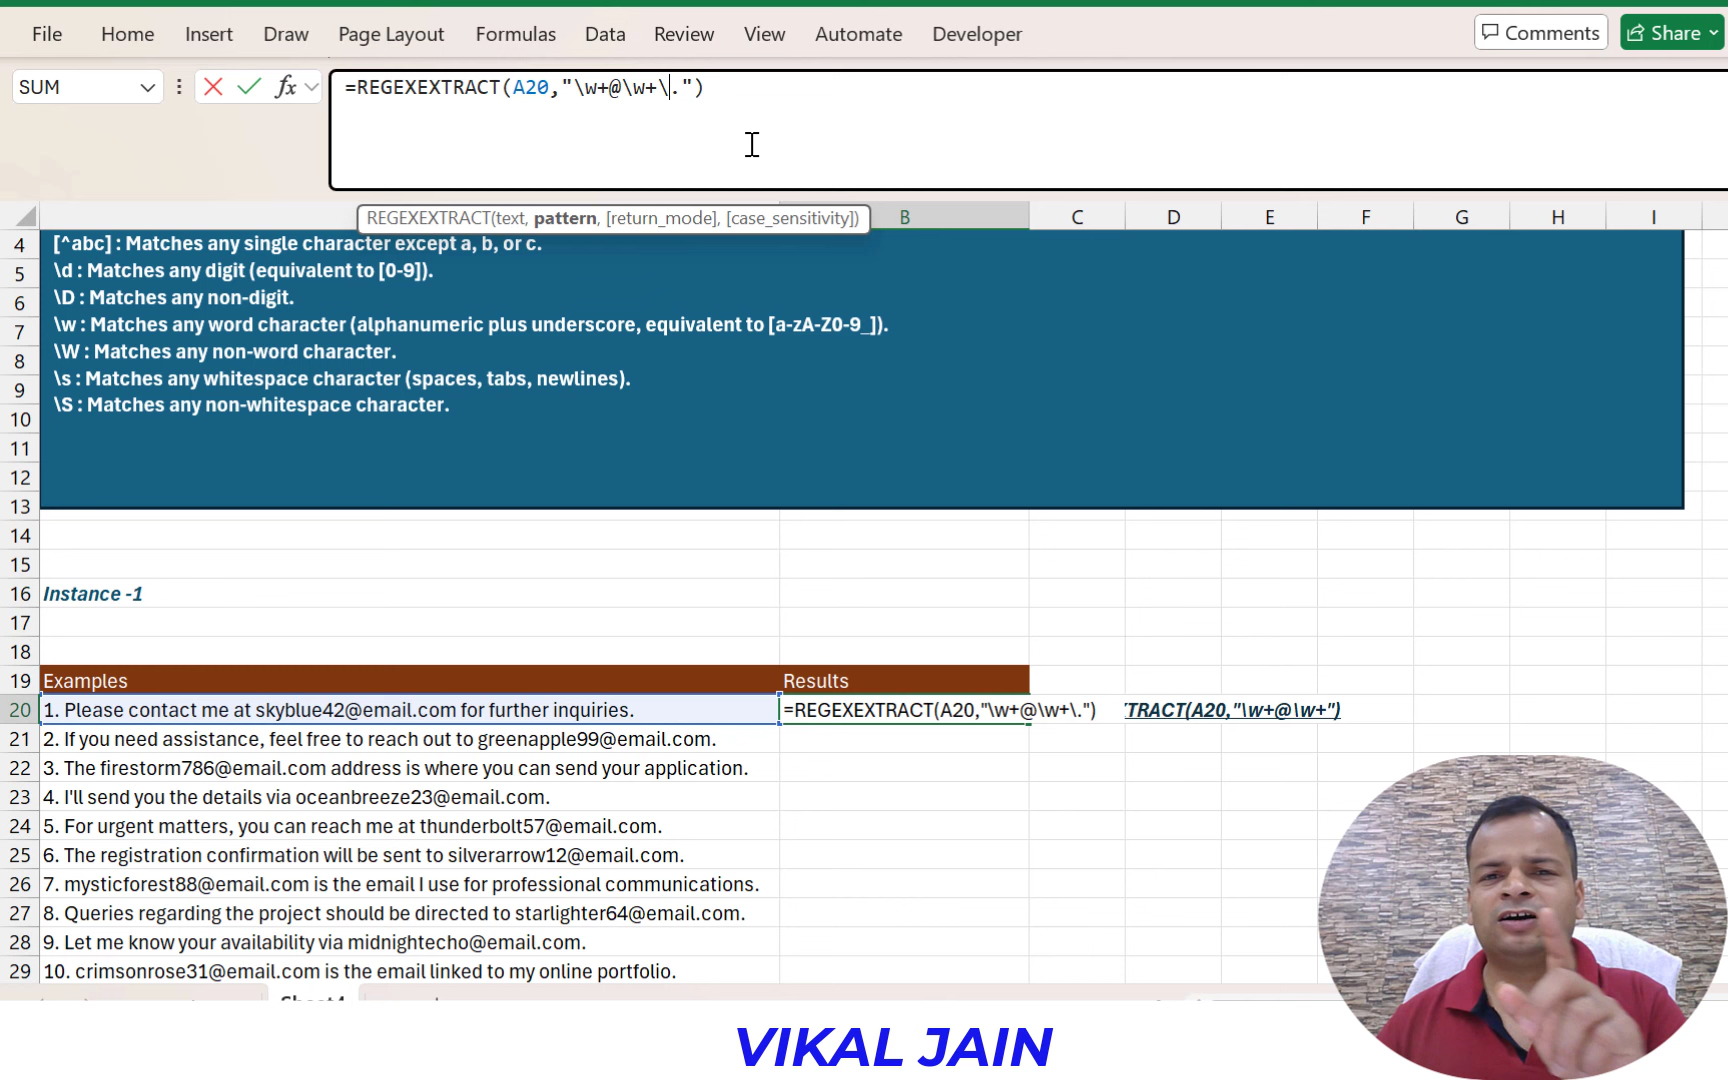 File Home Insert Draw Page Layout Formulas Data Review View Automate Developer Comments Share
SUM fx =REGEXEXTRACT(A20,"\w+@\w+\.")
REGEXEXTRACT(text, pattern, [return_mode], [case_sensitivity])
B C D E F G H I
4 [^abc] : Matches any single character except a, b, or c.
5 \d : Matches any digit (equivalent to [0-9]).
6 \D : Matches any non-digit.
7 \w : Matches any word character (alphanumeric plus underscore, equivalent to [a-zA-Z0-9_]).
8 \W : Matches any non-word character.
9 \s : Matches any whitespace character (spaces, tabs, newlines).
10 \S : Matches any non-whitespace character.
11
12
13
14
15
16 Instance -1
17
18
19 Examples Results
20 1. Please contact me at skyblue42@email.com for further inquiries. =REGEXEXTRACT(A20,"\w+@\w+\.") TRACT(A20,"\w+@\w+")
21 2. If you need assistance, feel free to reach out to greenapple99@email.com.
22 3. The firestorm786@email.com address is where you can send your application.
23 4. I'll send you the details via oceanbreeze23@email.com.
24 5. For urgent matters, you can reach me at thunderbolt57@email.com.
25 6. The registration confirmation will be sent to silverarrow12@email.com.
26 7. mysticforest88@email.com is the email I use for professional communications.
27 8. Queries regarding the project should be directed to starlighter64@email.com.
28 9. Let me know your availability via midnightecho@email.com.
29 10. crimsonrose31@email.com is the email linked to my online portfolio.
Sheet4
VIKAL JAIN